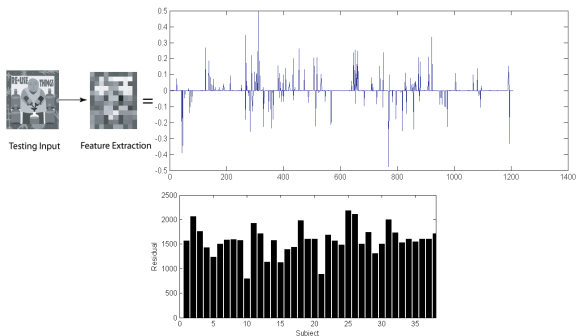 RE-USE THINGS!
=
Testing Input
Feature Extraction
0.5
0.4
0.3
0.2
0.1
0
-0.1
-0.2
-0.3
-0.4
-0.5
0 200 400 600 800 1000 1200 1400
2500
2000
1500
1000
500
0
Residual
0 5 10 15 20 25 30 35
Subject